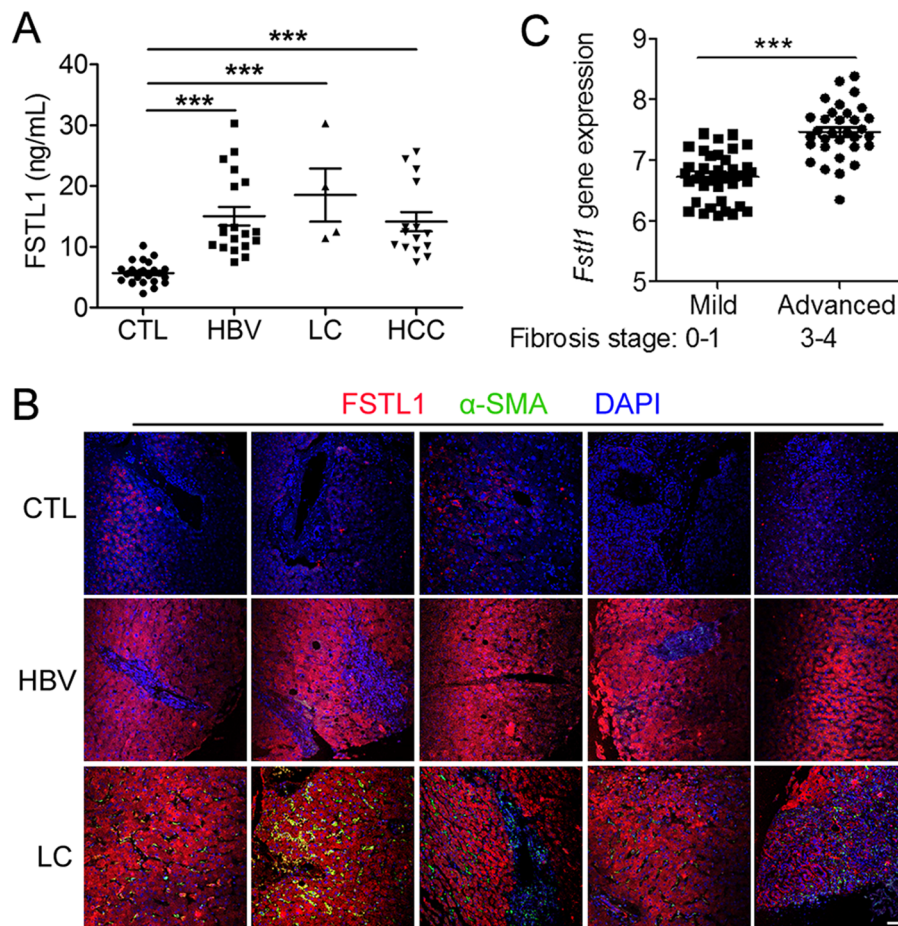 A
***
***
***
FSTL1 (ng/mL)
40
30
20
10
0
CTL HBV LC HCC
C
***
Fstl1 gene expression
9
8
7
6
5
Mild Advanced
Fibrosis stage: 0-1 3-4
B
FSTL1 α-SMA DAPI
CTL
HBV
LC